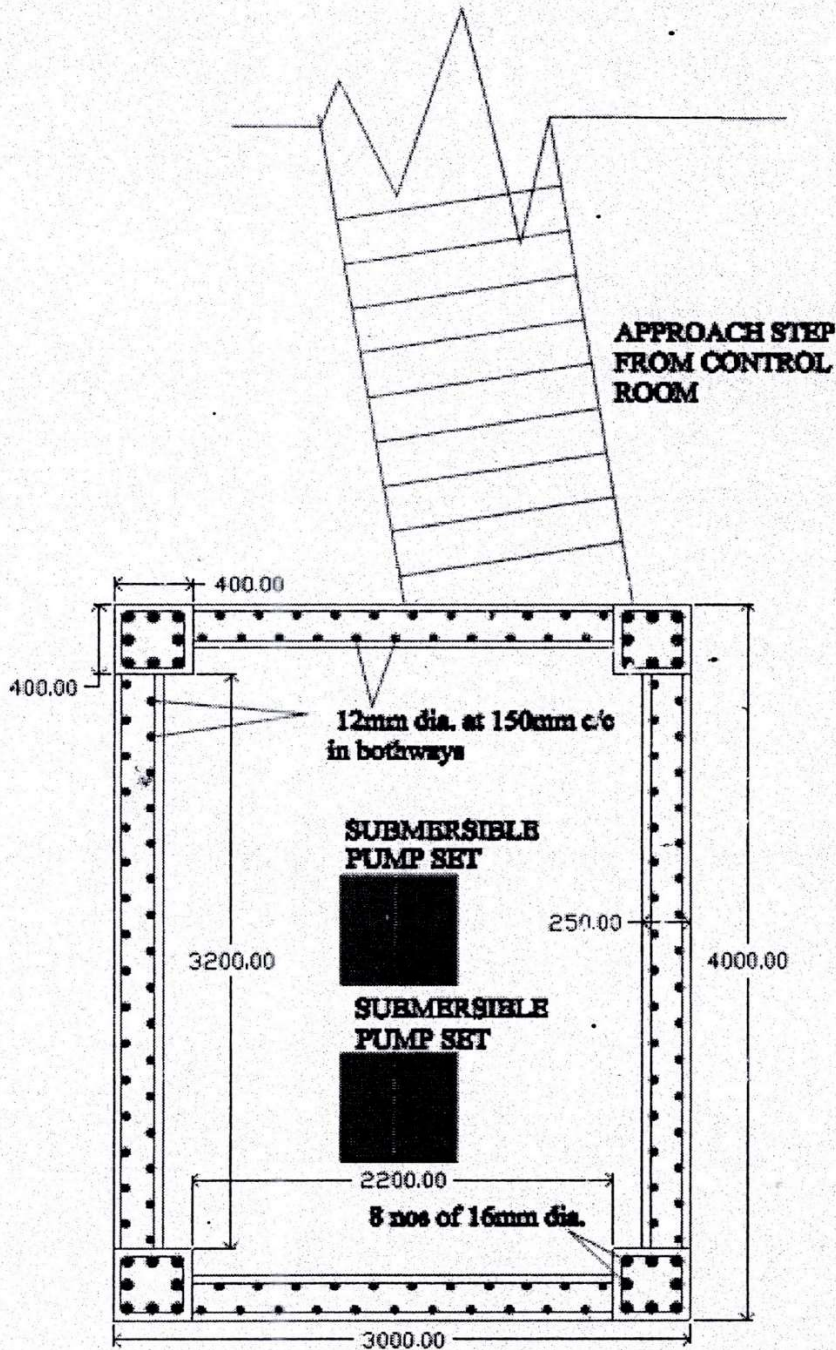 APPROACH STEP
FROM CONTROL
ROOM
400.00
400.00
12mm dia. at 150mm c/c
in bothways
SUBMERSIBLE
PUMP SET
250.00
3200.00
4000.00
SUBMERSIBLE
PUMP SET
2200.00
8 nos of 16mm dia.
3000.00